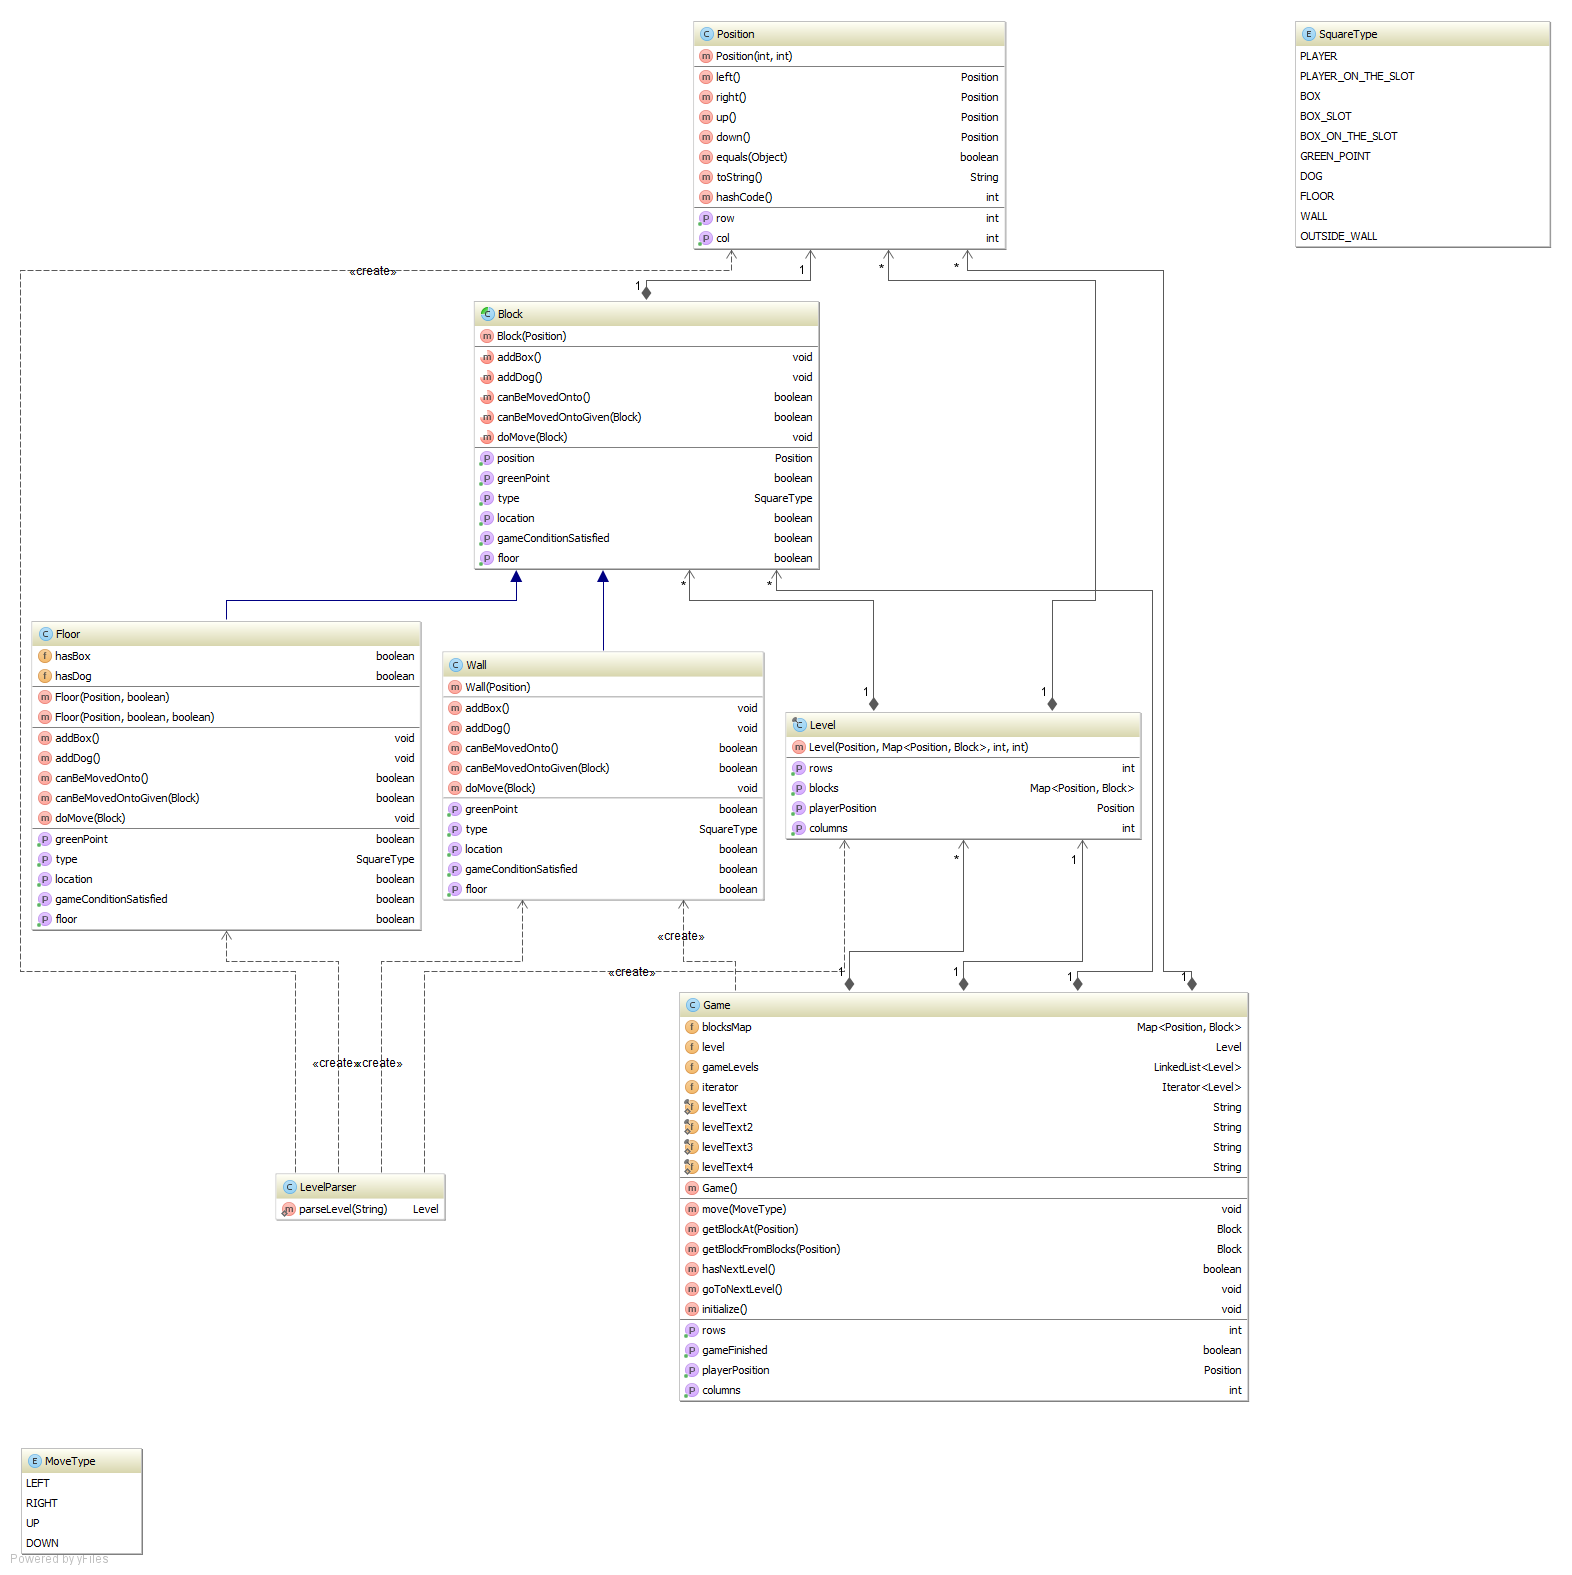 Position
Position(int, int)
left() Position
right() Position
up() Position
down() Position
equals(Object) boolean
toString() String
hashCode() int
row int
col int
SquareType
PLAYER
PLAYER_ON_THE_SLOT
BOX
BOX_SLOT
BOX_ON_THE_SLOT
GREEN_POINT
DOG
FLOOR
WALL
OUTSIDE_WALL
«create»
1
*
*
1
Block
Block(Position)
addBox() void
addDog() void
canBeMovedOnto() boolean
canBeMovedOntoGiven(Block) boolean
doMove(Block) void
position Position
greenPoint boolean
type SquareType
location boolean
gameConditionSatisfied boolean
floor boolean
*
*
Floor
hasBox boolean
hasDog boolean
Floor(Position, boolean)
Floor(Position, boolean, boolean)
addBox() void
addDog() void
canBeMovedOnto() boolean
canBeMovedOntoGiven(Block) boolean
doMove(Block) void
greenPoint boolean
type SquareType
location boolean
gameConditionSatisfied boolean
floor boolean
Wall
Wall(Position)
addBox() void
addDog() void
canBeMovedOnto() boolean
canBeMovedOntoGiven(Block) boolean
doMove(Block) void
greenPoint boolean
type SquareType
location boolean
gameConditionSatisfied boolean
floor boolean
1
1
Level
Level(Position, Map<Position, Block>, int, int)
rows int
blocks Map<Position, Block>
playerPosition Position
columns int
*
1
«create»
«create»
1
1
1
1
«create»
«create»
Game
blocksMap Map<Position, Block>
level Level
gameLevels LinkedList<Level>
iterator Iterator<Level>
levelText String
levelText2 String
levelText3 String
levelText4 String
Game()
move(MoveType) void
getBlockAt(Position) Block
getBlockFromBlocks(Position) Block
hasNextLevel() boolean
goToNextLevel() void
initialize() void
rows int
gameFinished boolean
playerPosition Position
columns int
LevelParser
parseLevel(String) Level
MoveType
LEFT
RIGHT
UP
DOWN
Powered by yFiles